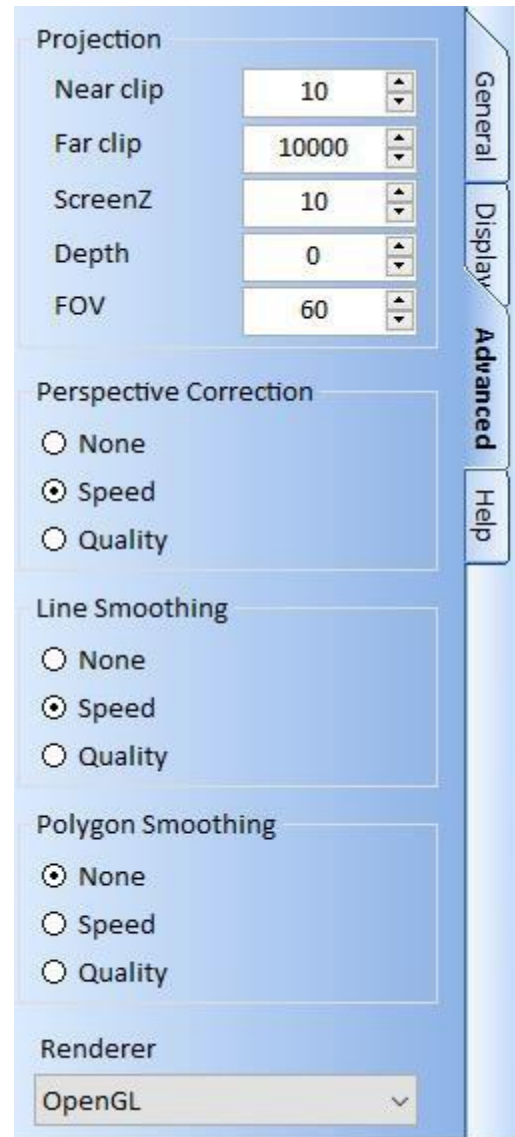 Projection
Near clip 10
Far clip 10000
ScreenZ 10
Depth 0
FOV 60
Perspective Correction
None
Speed
Quality
Line Smoothing
None
Speed
Quality
Polygon Smoothing
None
Speed
Quality
Renderer
OpenGL
General
Display
Advanced
Help